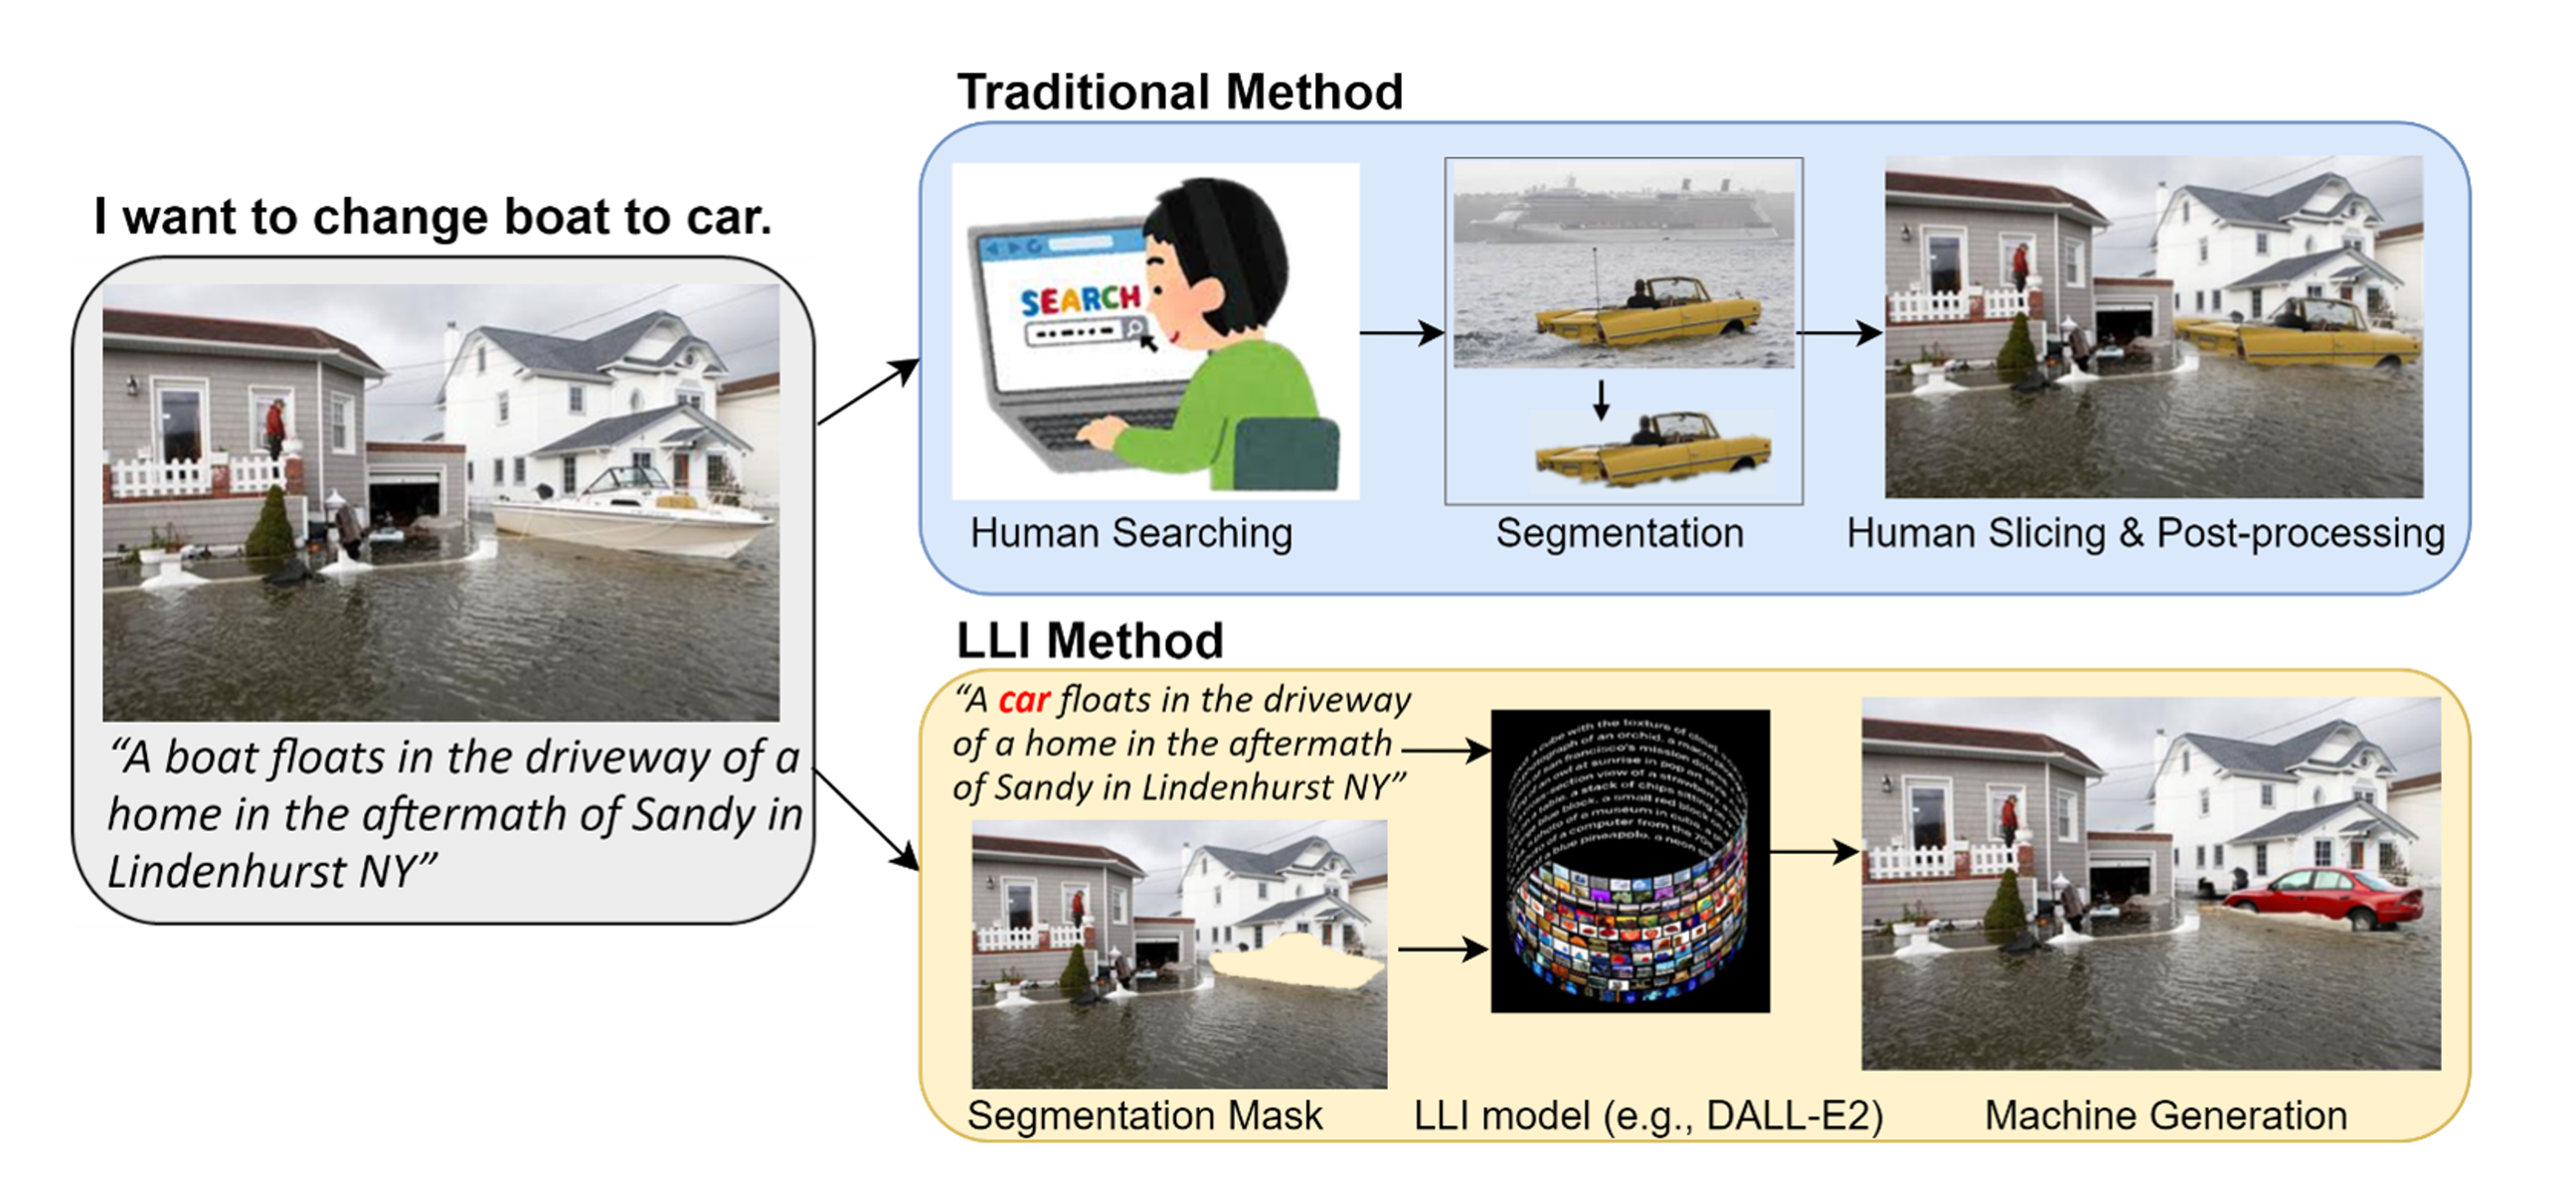 Traditional Method
I want to change boat to car.
SEARCH
Human Searching
Segmentation
Human Slicing & Post-processing
“A boat floats in the driveway of a
home in the aftermath of Sandy in
Lindenhurst NY”
LLI Method
“A car floats in the driveway
of a home in the aftermath
of Sandy in Lindenhurst NY”
Segmentation Mask
LLI model (e.g., DALL-E2)
Machine Generation